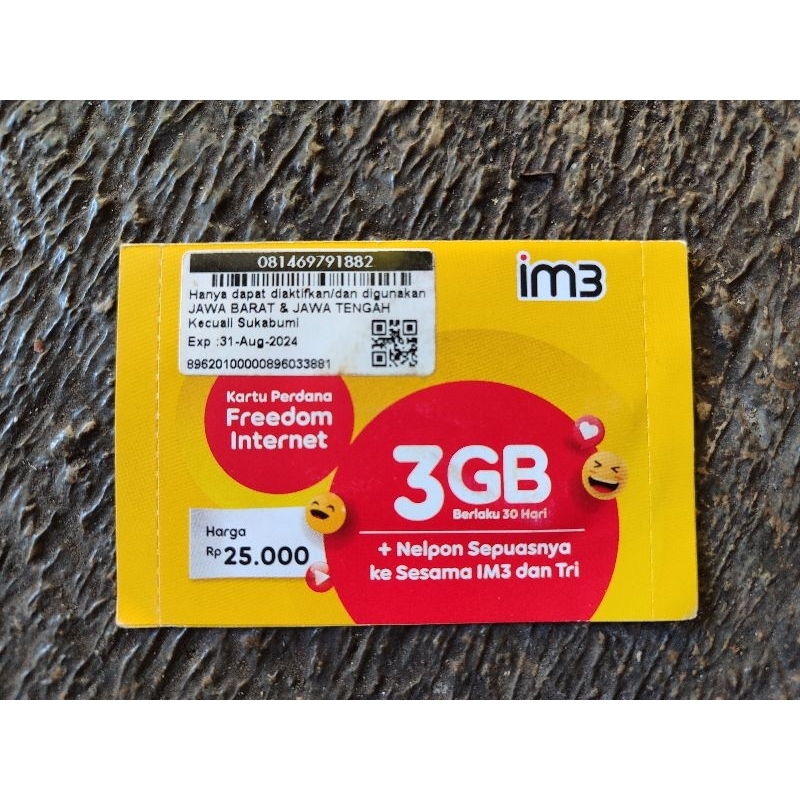 081469791882
Hanya dapat diaktifkan/dan digunakan
JAWA BARAT & JAWA TENGAH
Kecuali Sukabumi
Exp :31-Aug-2024
89620100000896033881
im3
Kartu Perdana
Freedom
Internet
3GB
Berlaku 30 Hari
+ Nelpon Sepuasnya
ke Sesama IM3 dan Tri
Harga
Rp 25.000